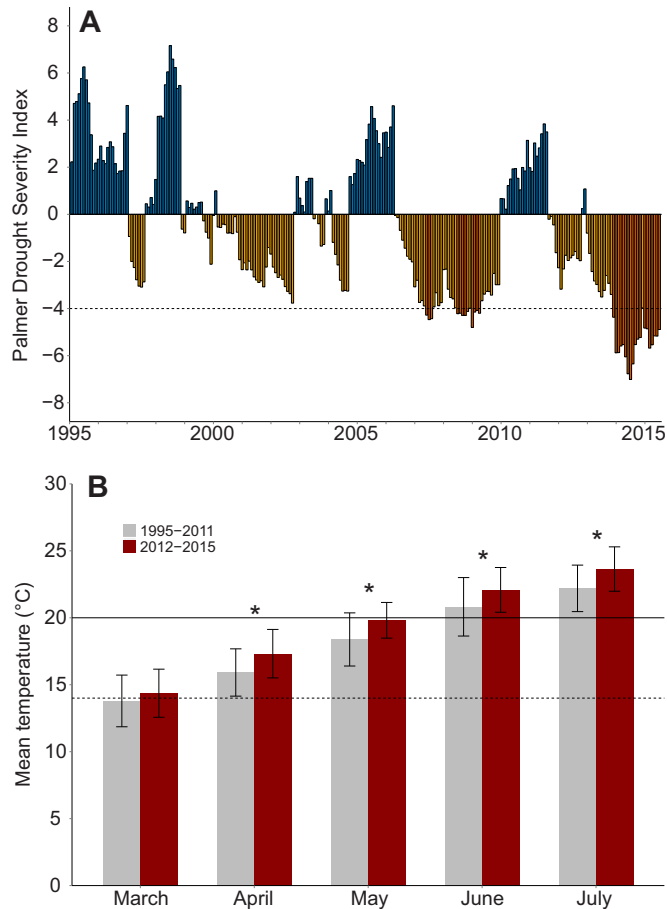 A
Palmer Drought Severity Index
8
6
4
2
0
−2
−4
−6
−8
1995 2000 2005 2010 2015
B
Mean temperature (°C)
30
25
20
15
10
5
0
1995−2011
2012−2015
* * * *
March April May June July